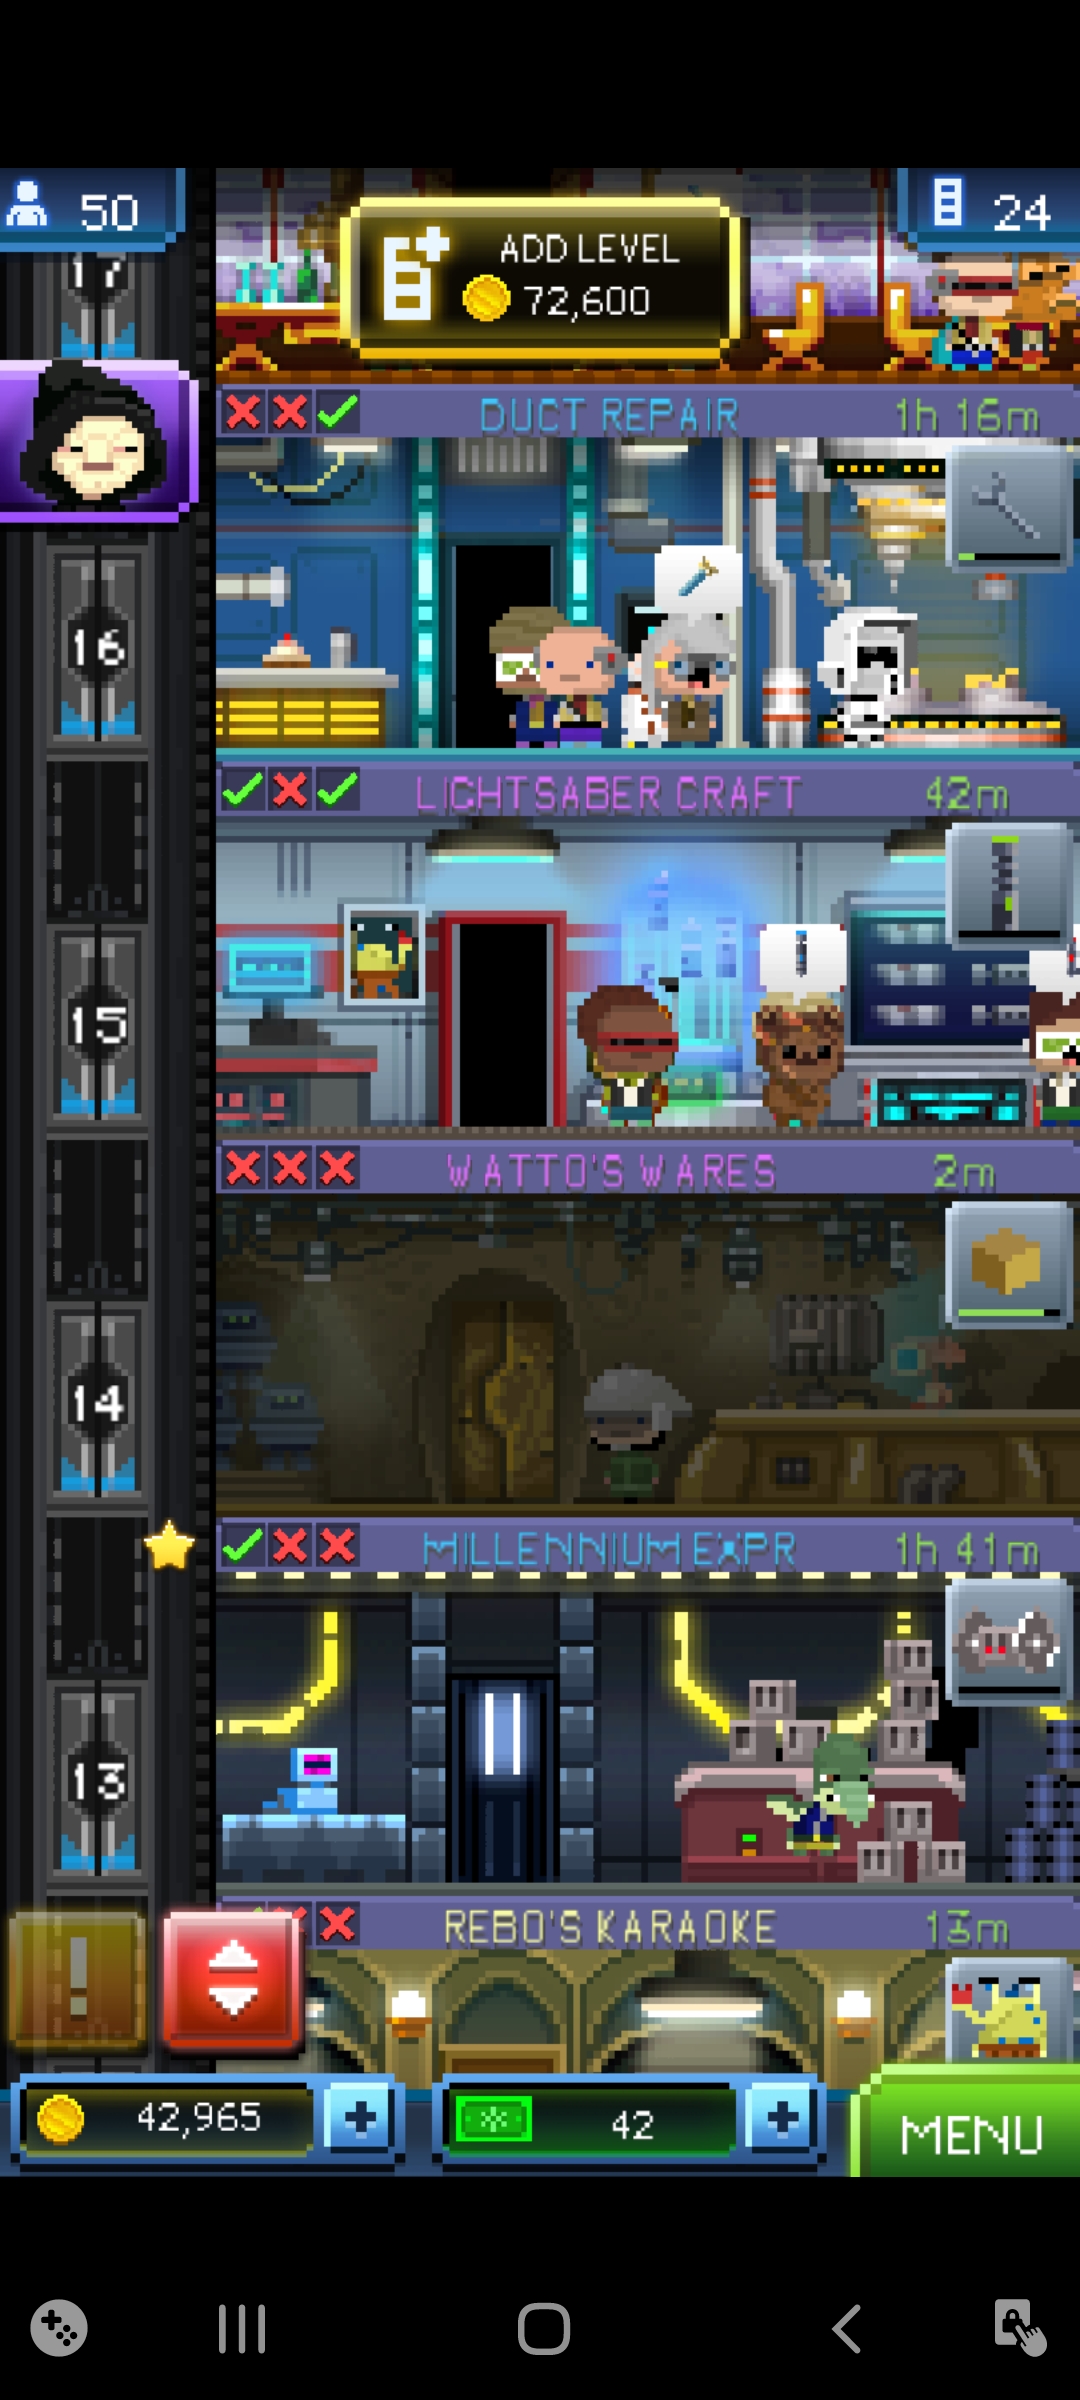 50
24
ADD LEVEL
72,600
17
DUCT REPAIR 1h 16m
16
LIGHTSABER CRAFT 42m
15
WATTO'S WARES 2m
14
MILLENNIUM EXPR 1h 41m
13
REBO'S KARAOKE 13m
!
42,965
42
MENU